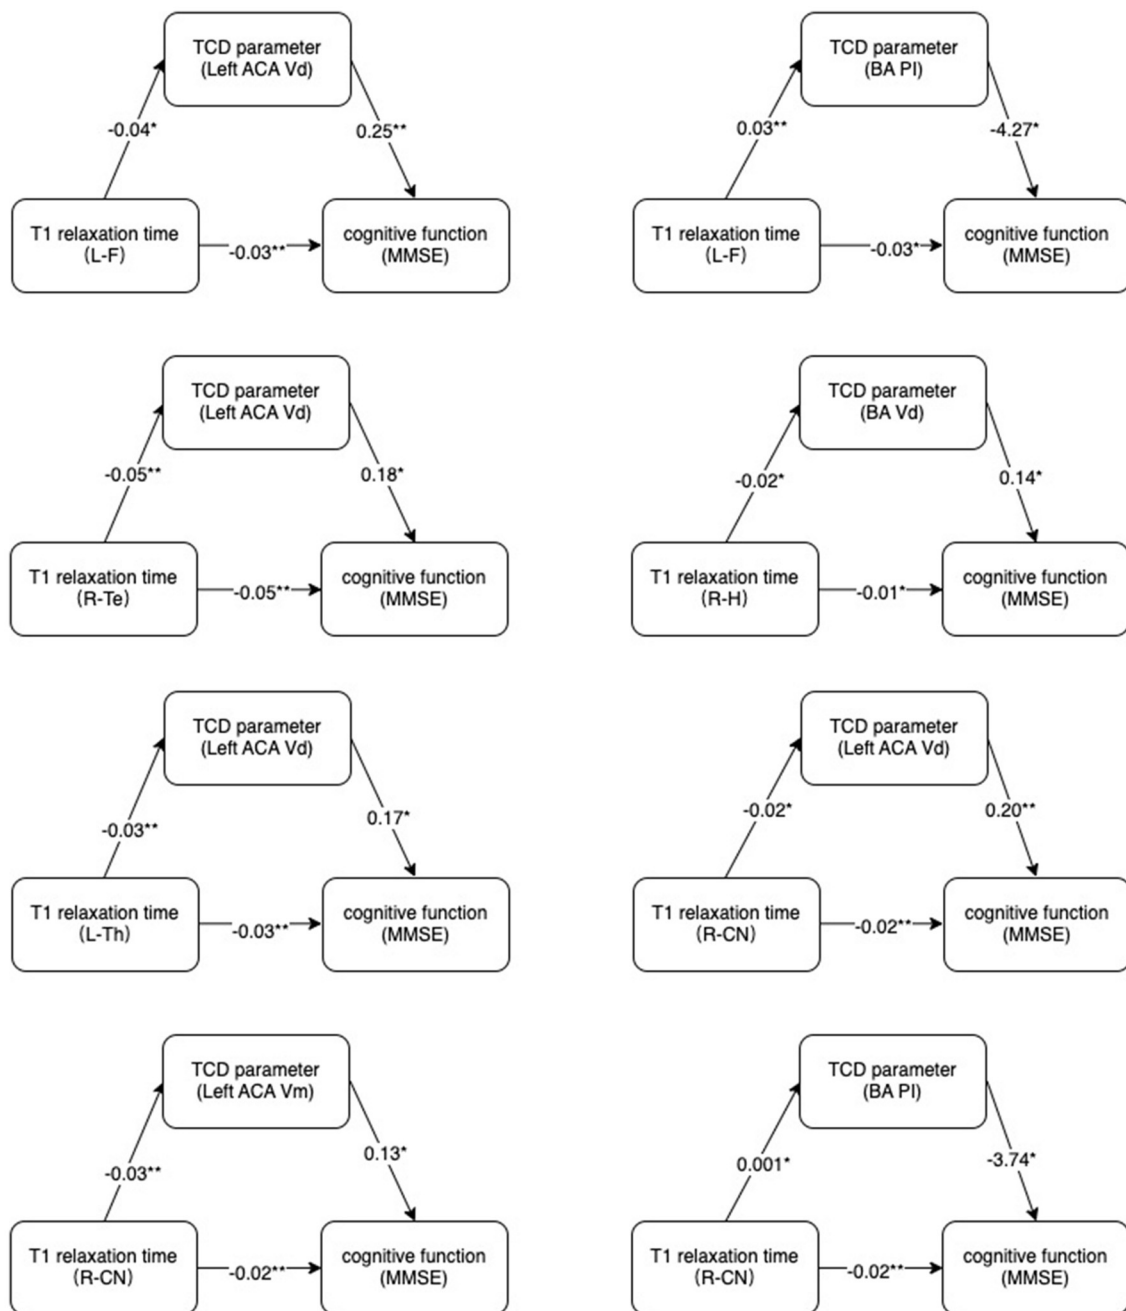 TCD parameter
(Left ACA Vd)
-0.04*
0.25**
T1 relaxation time
(L-F)
-0.03**
cognitive function
(MMSE)
TCD parameter
(BA PI)
0.03**
-4.27*
T1 relaxation time
(L-F)
-0.03*
cognitive function
(MMSE)
TCD parameter
(Left ACA Vd)
-0.05**
0.18*
T1 relaxation time
(R-Te)
-0.05**
cognitive function
(MMSE)
TCD parameter
(BA Vd)
-0.02*
0.14*
T1 relaxation time
(R-H)
-0.01*
cognitive function
(MMSE)
TCD parameter
(Left ACA Vd)
-0.03**
0.17*
T1 relaxation time
(L-Th)
-0.03**
cognitive function
(MMSE)
TCD parameter
(Left ACA Vd)
-0.02*
0.20**
T1 relaxation time
(R-CN)
-0.02**
cognitive function
(MMSE)
TCD parameter
(Left ACA Vm)
-0.03**
0.13*
T1 relaxation time
(R-CN)
-0.02**
cognitive function
(MMSE)
TCD parameter
(BA PI)
0.001*
-3.74*
T1 relaxation time
(R-CN)
-0.02**
cognitive function
(MMSE)